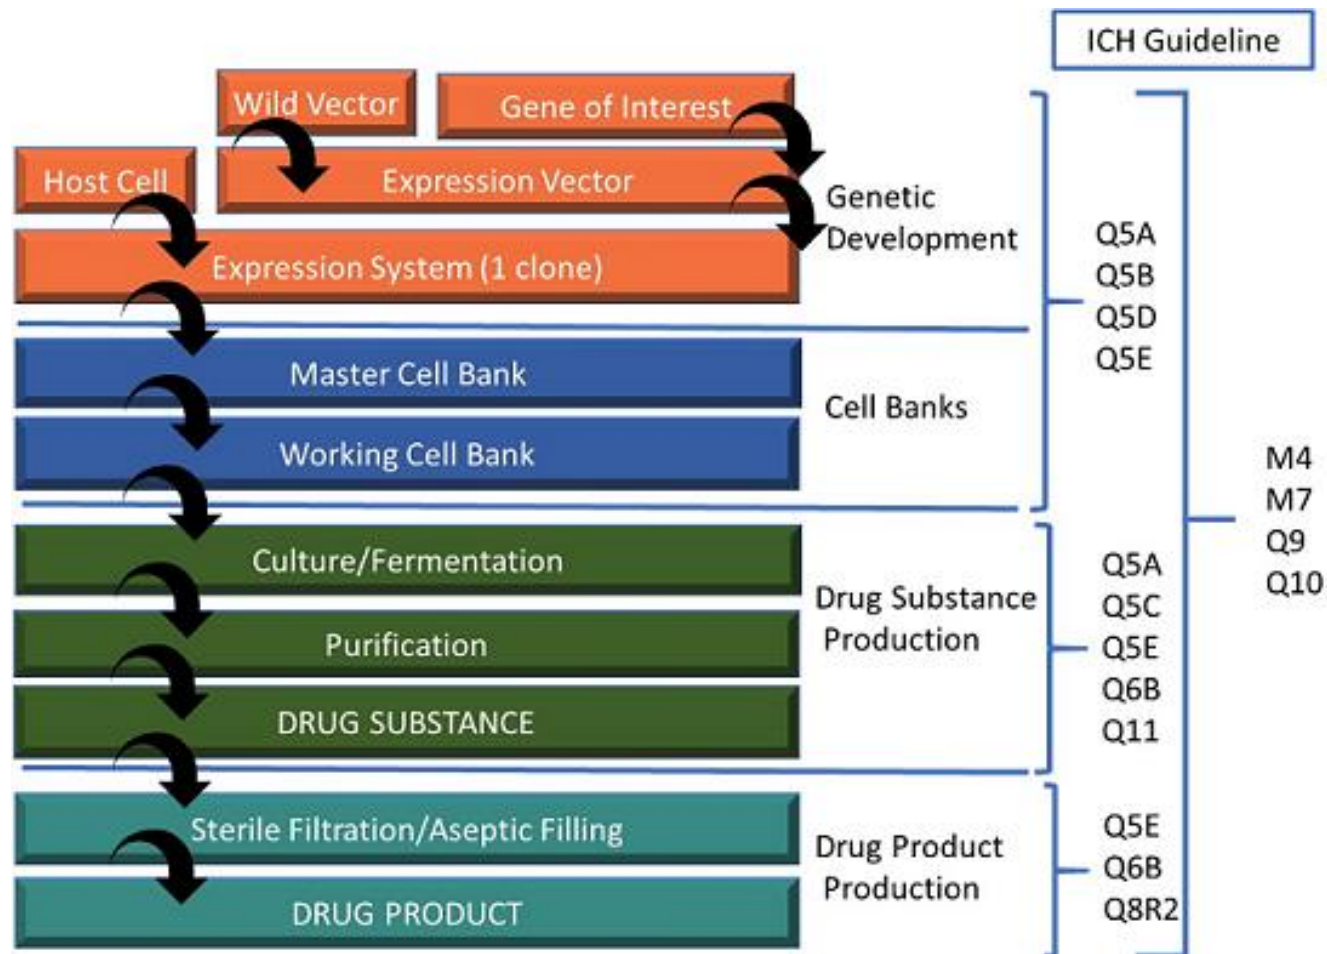 ICH Guideline
Wild Vector
Gene of Interest
Host Cell
Expression Vector
Expression System (1 clone)
Genetic
Development
Master Cell Bank
Working Cell Bank
Cell Banks
Q5A
Q5B
Q5D
Q5E
Culture/Fermentation
Purification
DRUG SUBSTANCE
Drug Substance
Production
Q5A
Q5C
Q5E
Q6B
Q11
Sterile Filtration/Aseptic Filling
DRUG PRODUCT
Drug Product
Production
Q5E
Q6B
Q8R2
M4
M7
Q9
Q10